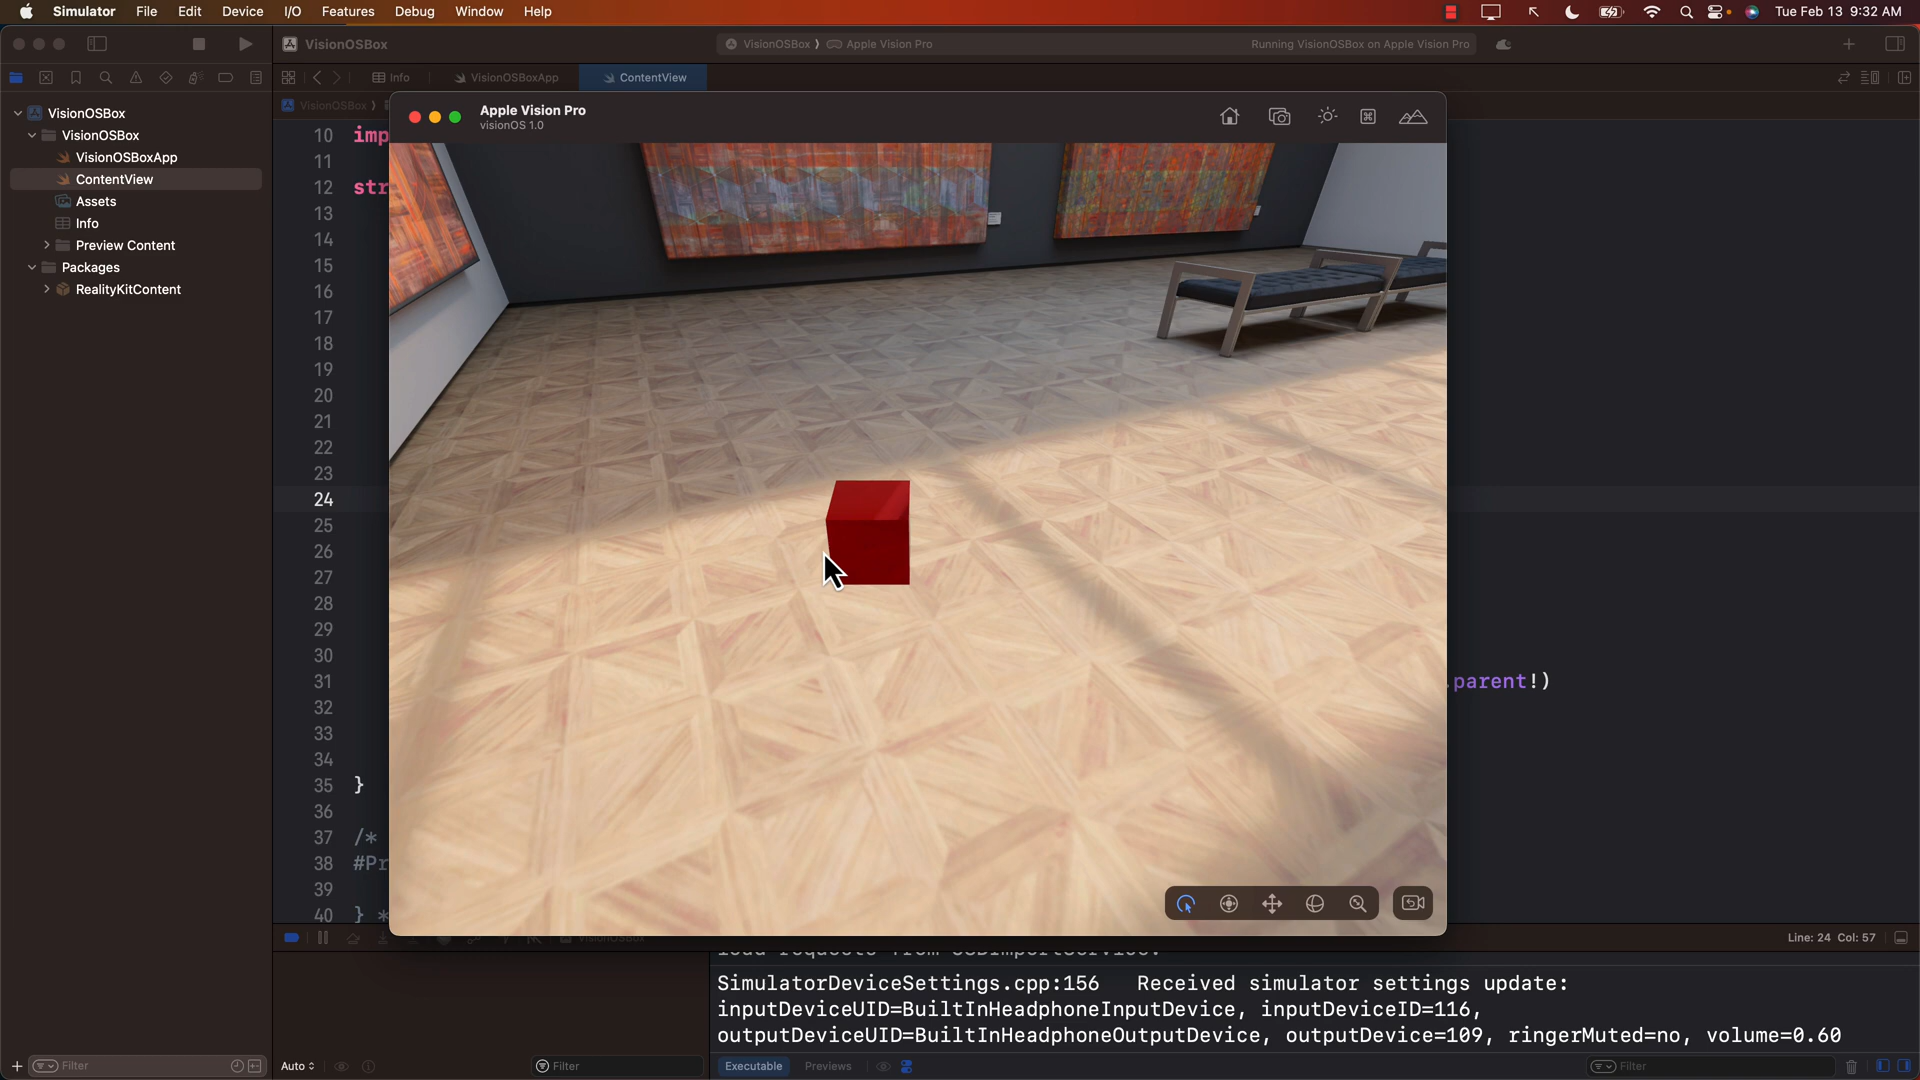 Simulator File Edit Device I/O Features Debug Window Help
Tue Feb 13 9:32 AM
VisionOSBox
VisionOSBox ⟩ Apple Vision Pro
Running VisionOSBox on Apple Vision Pro
Info
VisionOSBoxApp
ContentView
VisionOSBox
VisionOSBox
VisionOSBoxApp
ContentView
Assets
Info
Preview Content
Packages
RealityKitContent
VisionOSBox
Apple Vision Pro
visionOS 1.0
10 imp
11
12 str
13
14
15
16
17
18
19
20
21
22
23
24
25
26
27
28
29
30
31 .parent!)
32
33
34
35 }
36
37 /*
38 #Pr
39
40 } *
VisionOSBox
Line: 24 Col: 57
SimulatorDeviceSettings.cpp:156 Received simulator settings update:
inputDeviceUID=BuiltInHeadphoneInputDevice, inputDeviceID=116,
outputDeviceUID=BuiltInHeadphoneOutputDevice, outputDevice=109, ringerMuted=no, volume=0.60
Filter
Auto
Filter
Executable
Previews
Filter